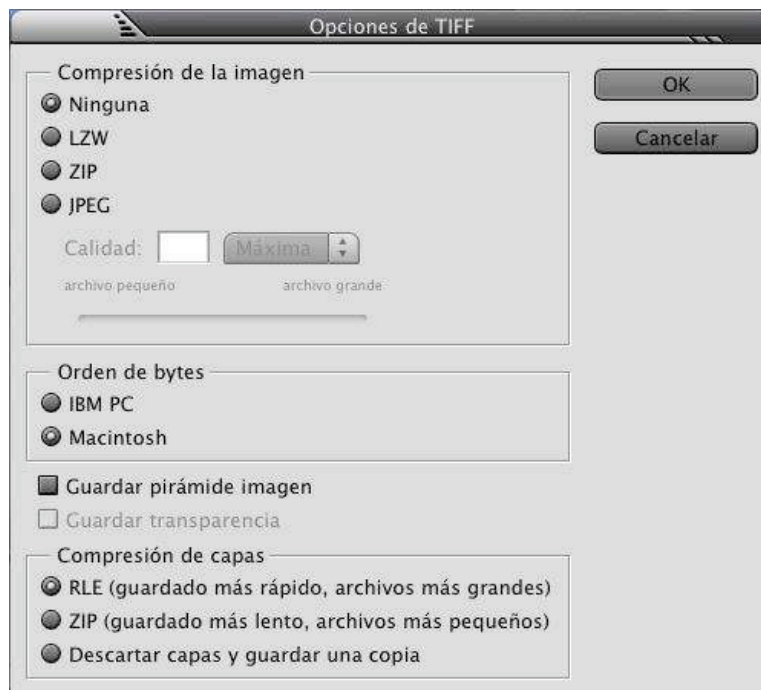 Opciones de TIFF
Compresión de la imagen
Ninguna
LZW
ZIP
JPEG
Calidad:
Máxima
archivo pequeño
archivo grande
OK
Cancelar
Orden de bytes
IBM PC
Macintosh
Guardar pirámide imagen
Guardar transparencia
Compresión de capas
RLE (guardado más rápido, archivos más grandes)
ZIP (guardado más lento, archivos más pequeños)
Descartar capas y guardar una copia